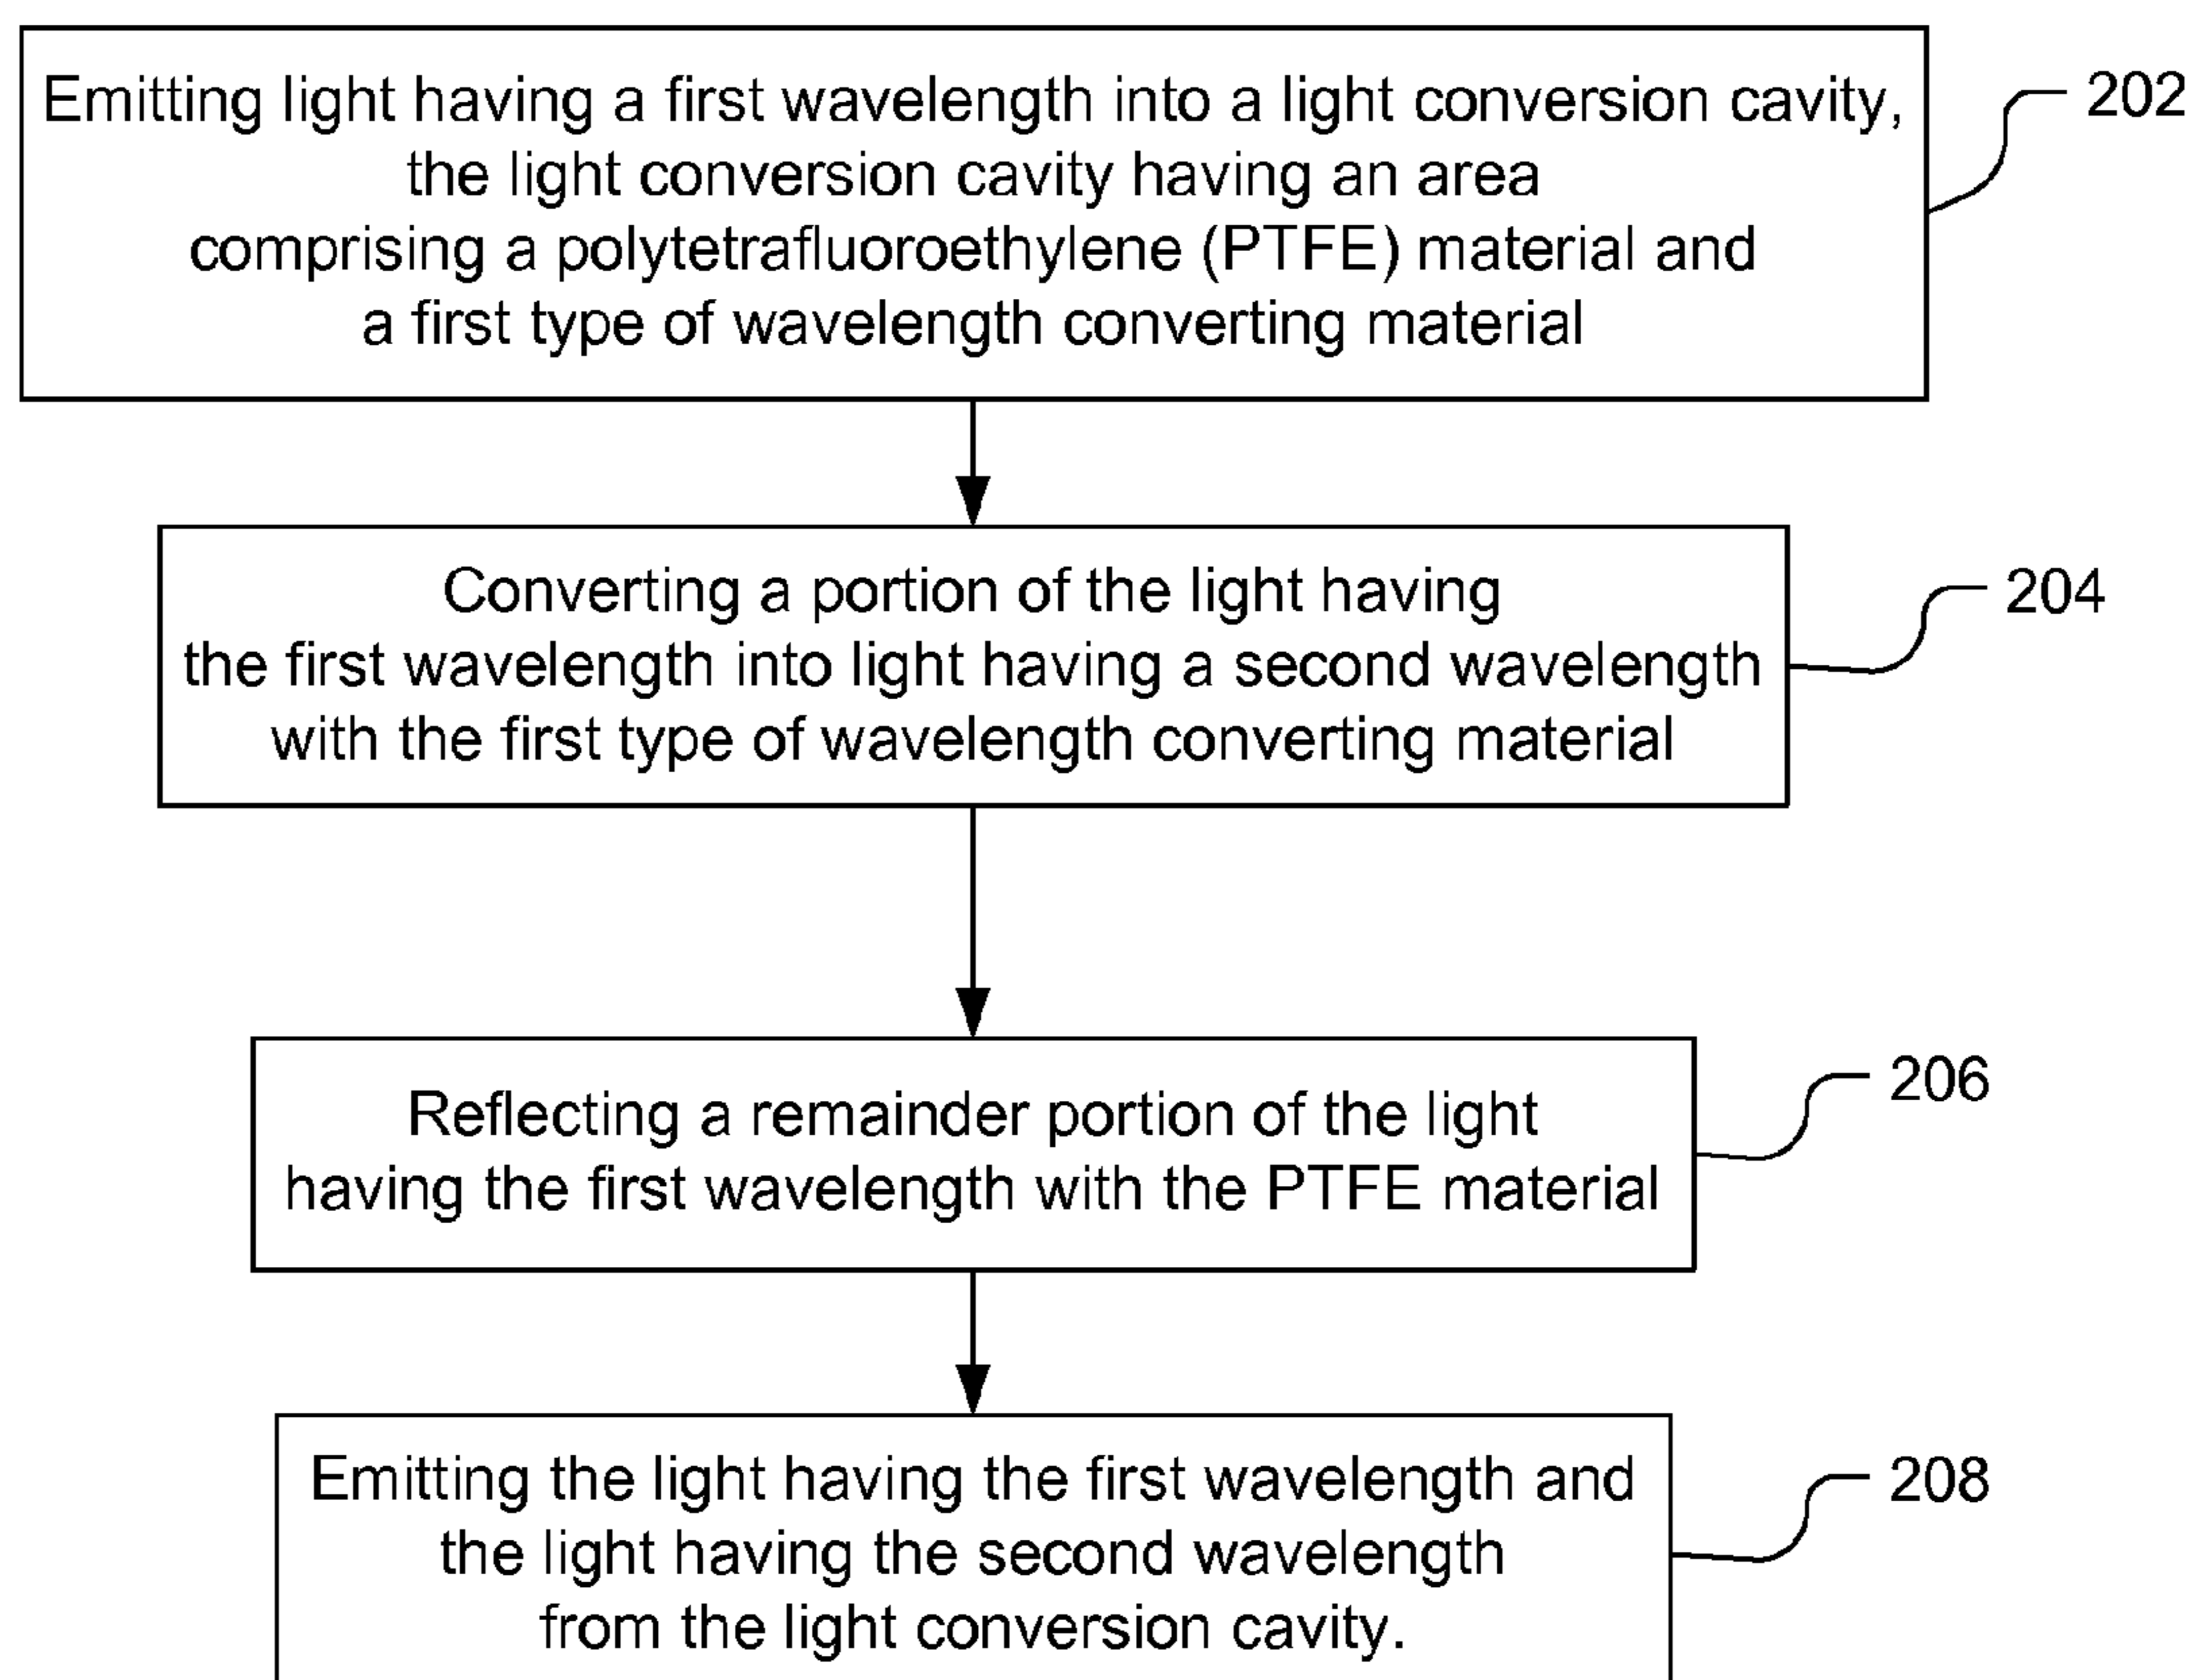 Emitting light having a first wavelength into a light conversion cavity,
the light conversion cavity having an area
comprising a polytetrafluoroethylene (PTFE) material and
a first type of wavelength converting material
202
Converting a portion of the light having
the first wavelength into light having a second wavelength
with the first type of wavelength converting material
204
Reflecting a remainder portion of the light
having the first wavelength with the PTFE material
206
Emitting the light having the first wavelength and
the light having the second wavelength
from the light conversion cavity.
208